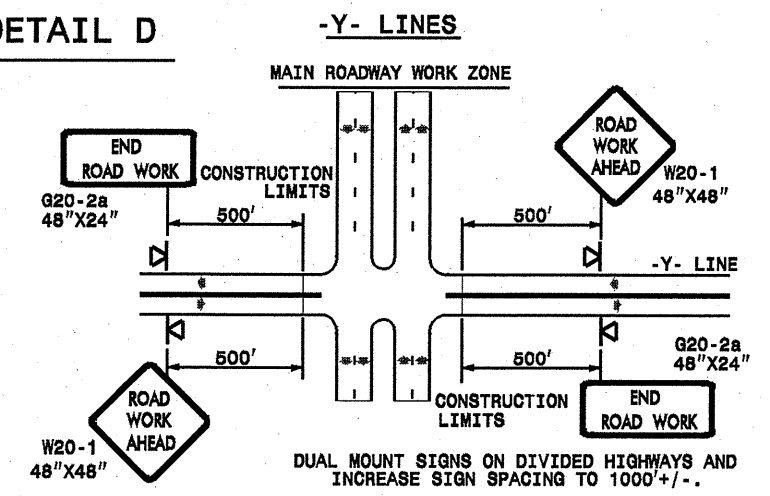 DETAIL D
-Y- LINES
MAIN ROADWAY WORK ZONE
END
ROAD WORK
G20-2a
48"X24"
CONSTRUCTION
LIMITS
500'
500'
ROAD
WORK
AHEAD
W20-1
48"X48"
-Y- LINE
500'
500'
ROAD
WORK
AHEAD
W20-1
48"X48"
CONSTRUCTION
LIMITS
G20-2a
48"X24"
END
ROAD WORK
DUAL MOUNT SIGNS ON DIVIDED HIGHWAYS AND
INCREASE SIGN SPACING TO 1000'+/-.